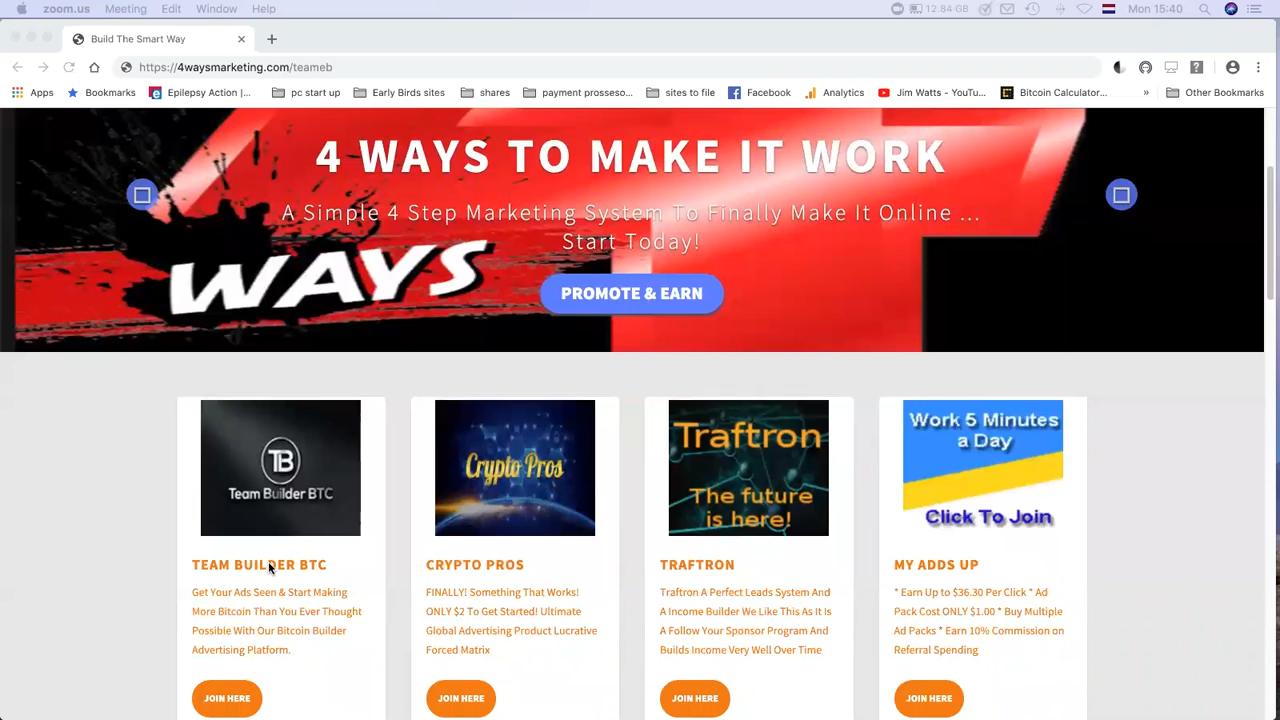 zoom.us Meeting Edit Window Help 12.84 GB Mon 15:40
Build The Smart Way
https://4waysmarketing.com/teameb
Apps Bookmarks Epilepsy Action |... pc start up Early Birds sites shares payment prosseso... sites to file Facebook Analytics Jim Watts - YouTu... Bitcoin Calculator... » Other Bookmarks
4 WAYS TO MAKE IT WORK
A Simple 4 Step Marketing System To Finally Make It Online ...
Start Today!
WAYS
PROMOTE & EARN
TB
Team Builder BTC
TEAM BUILDER BTC
Get Your Ads Seen & Start Making
More Bitcoin Than You Ever Thought
Possible With Our Bitcoin Builder
Advertising Platform.
JOIN HERE
Crypto Pros
CRYPTO PROS
FINALLY! Something That Works!
ONLY $2 To Get Started! Ultimate
Global Advertising Product Lucrative
Forced Matrix
JOIN HERE
Traftron
The future
is here!
TRAFTRON
Traftron A Perfect Leads System And
A Income Builder We Like This As It Is
A Follow Your Sponsor Program And
Builds Income Very Well Over Time
JOIN HERE
Work 5 Minutes
a Day
Click To Join
MY ADDS UP
* Earn Up to $36.30 Per Click * Ad
Pack Cost ONLY $1.00 * Buy Multiple
Ad Packs * Earn 10% Commission on
Referral Spending
JOIN HERE